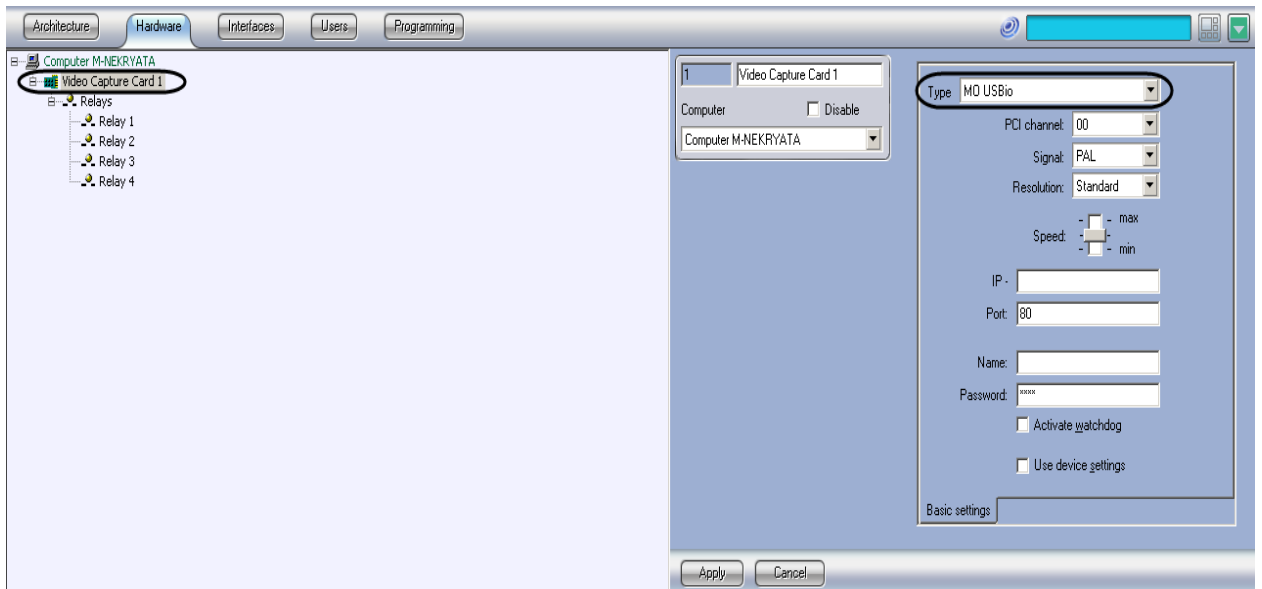 Architecture Hardware Interfaces Users Programming
Computer M-NEKRYATA
Video Capture Card 1
Relays
Relay 1
Relay 2
Relay 3
Relay 4
1 Video Capture Card 1
Computer Disable
Computer M-NEKRYATA
Type MO USBio
PCI channel: 00
Signal: PAL
Resolution: Standard
max
Speed:
min
IP -
Port: 80
Name:
Password: xxxx
Activate watchdog
Use device settings
Basic settings
Apply Cancel